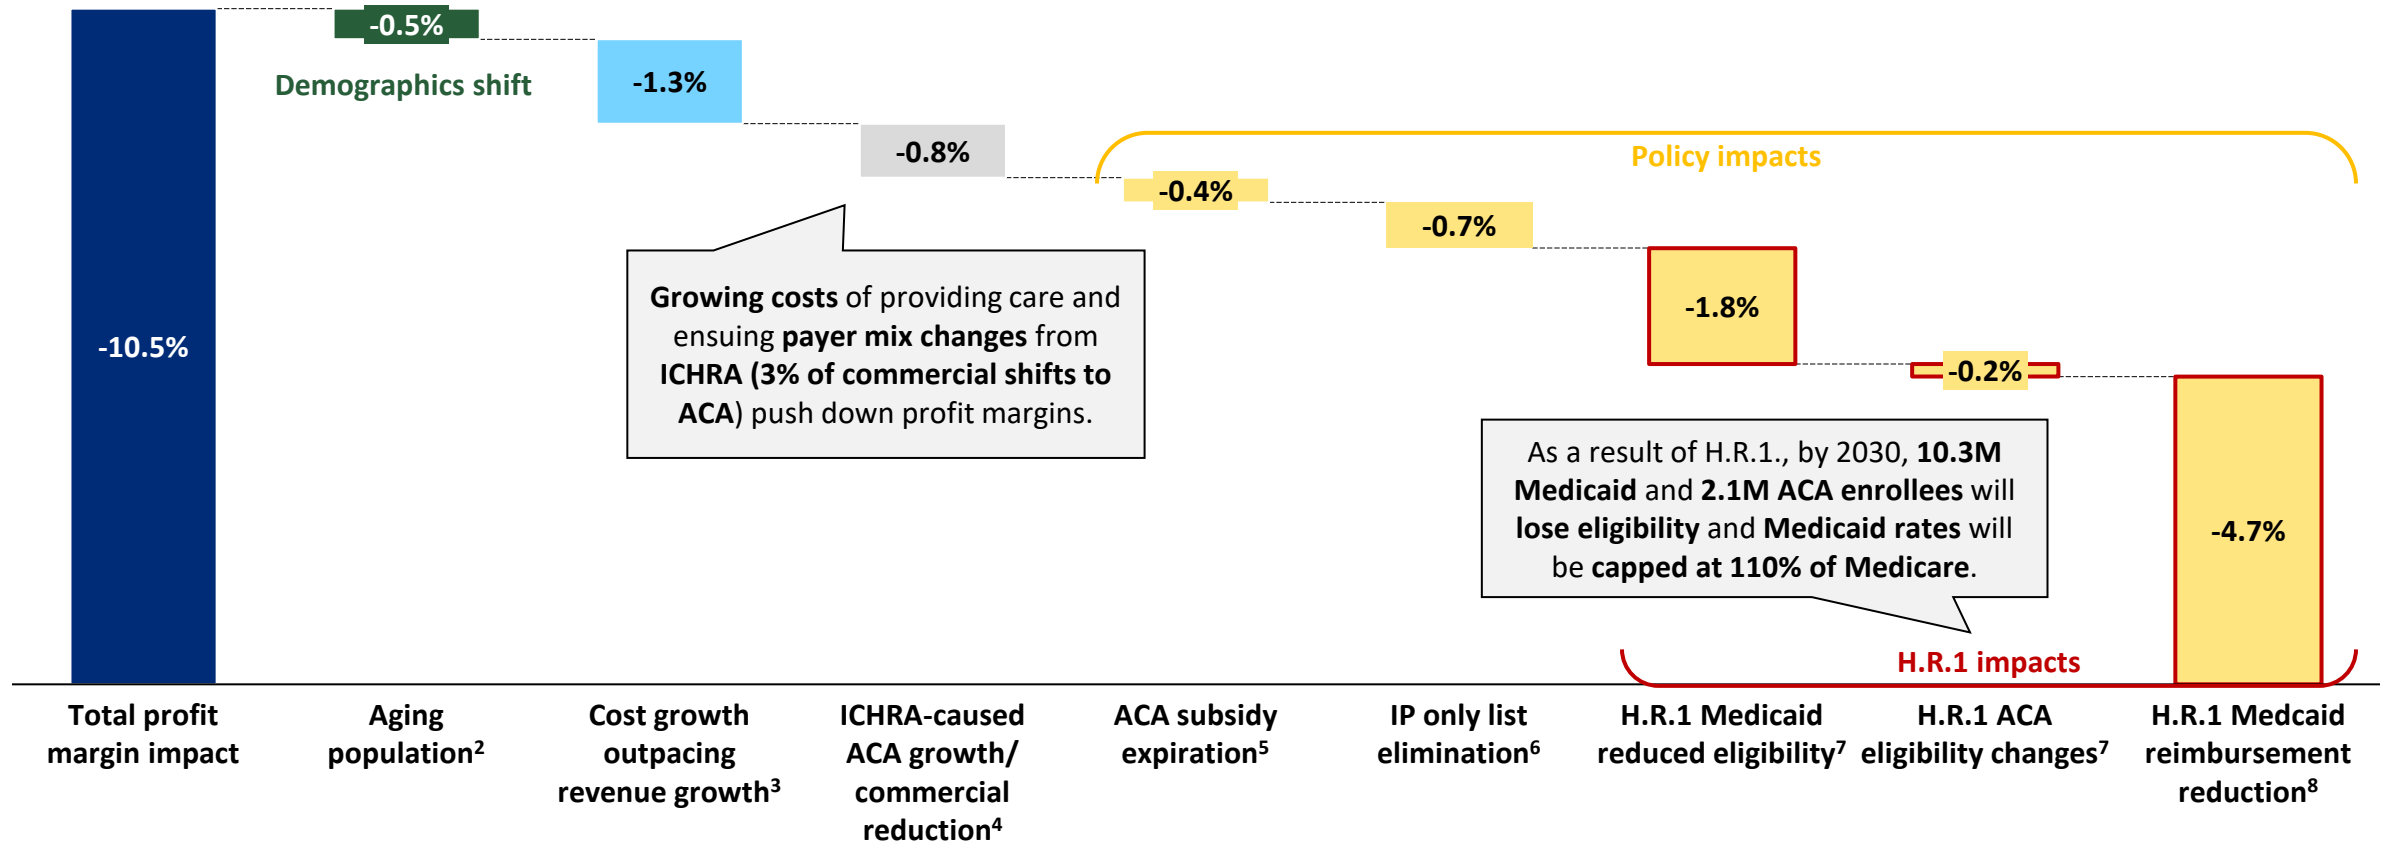 -0.5%
Demographics shift
-1.3%
-0.8%
Policy impacts
-0.4%
-0.7%
-1.8%
-0.2%
-10.5%
-4.7%
Growing costs of providing care and
ensuing payer mix changes from
ICHRA (3% of commercial shifts to
ACA) push down profit margins.
As a result of H.R.1., by 2030, 10.3M
Medicaid and 2.1M ACA enrollees will
lose eligibility and Medicaid rates will
be capped at 110% of Medicare.
H.R.1 impacts
Total profit
margin impact
Aging
population²
Cost growth
outpacing
revenue growth³
ICHRA-caused
ACA growth/
commercial
reduction⁴
ACA subsidy
expiration⁵
IP only list
elimination⁶
H.R.1 Medicaid
reduced eligibility⁷
H.R.1 ACA
eligibility changes⁷
H.R.1 Medcaid
reimbursement
reduction⁸